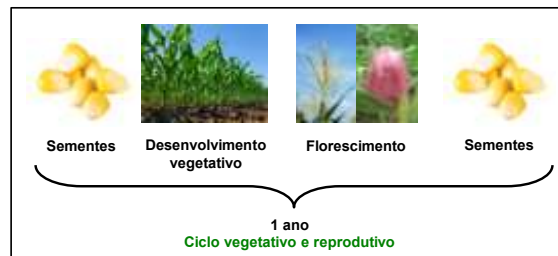 Sementes
Desenvolvimento
vegetativo
Florescimento
Sementes
1 ano
Ciclo vegetativo e reprodutivo